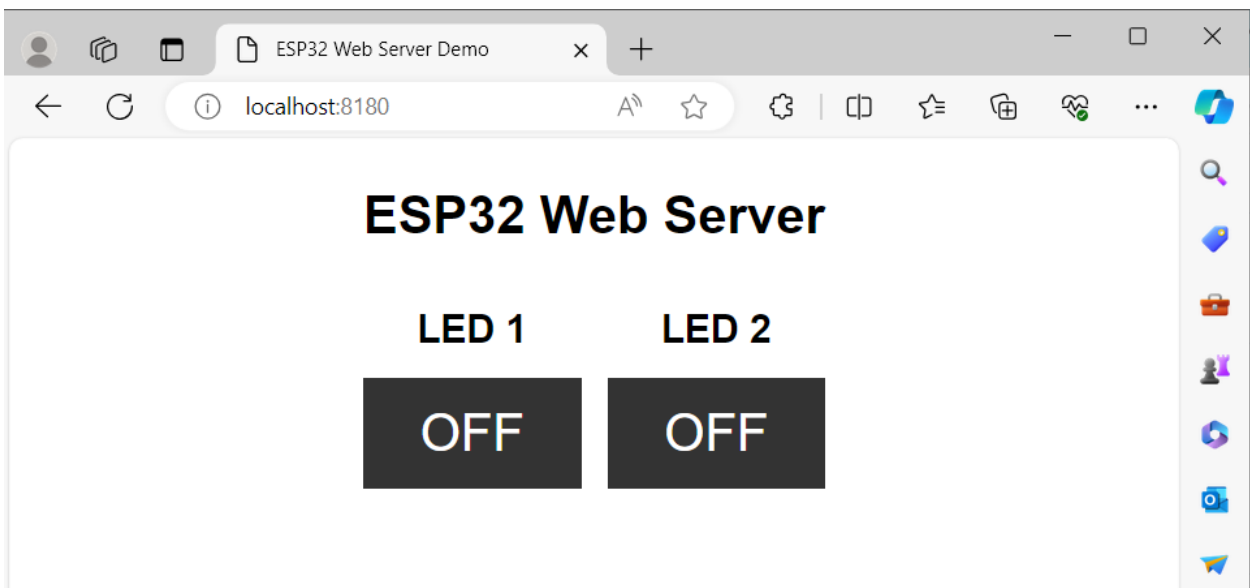 ESP32 Web Server Demo
localhost:8180
ESP32 Web Server
LED 1 LED 2
OFF OFF